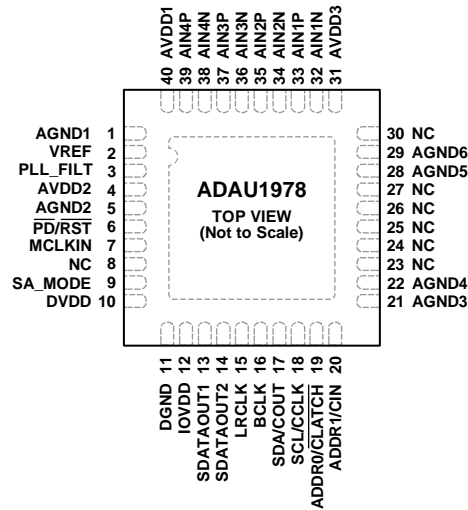 40 AVDD1
39 AIN4P
38 AIN4N
37 AIN3P
36 AIN3N
35 AIN2P
34 AIN2N
33 AIN1P
32 AIN1N
31 AVDD3
AGND1 1
VREF 2
PLL_FILT 3
AVDD2 4
AGND2 5
PD/RST 6
MCLKIN 7
NC 8
SA_MODE 9
DVDD 10
ADAU1978
TOP VIEW
(Not to Scale)
30 NC
29 AGND6
28 AGND5
27 NC
26 NC
25 NC
24 NC
23 NC
22 AGND4
21 AGND3
DGND 11
IOVDD 12
SDATAOUT1 13
SDATAOUT2 14
LRCLK 15
BCLK 16
SDA/COUT 17
SCL/CCLK 18
ADDR0/CLATCH 19
ADDR1/CIN 20